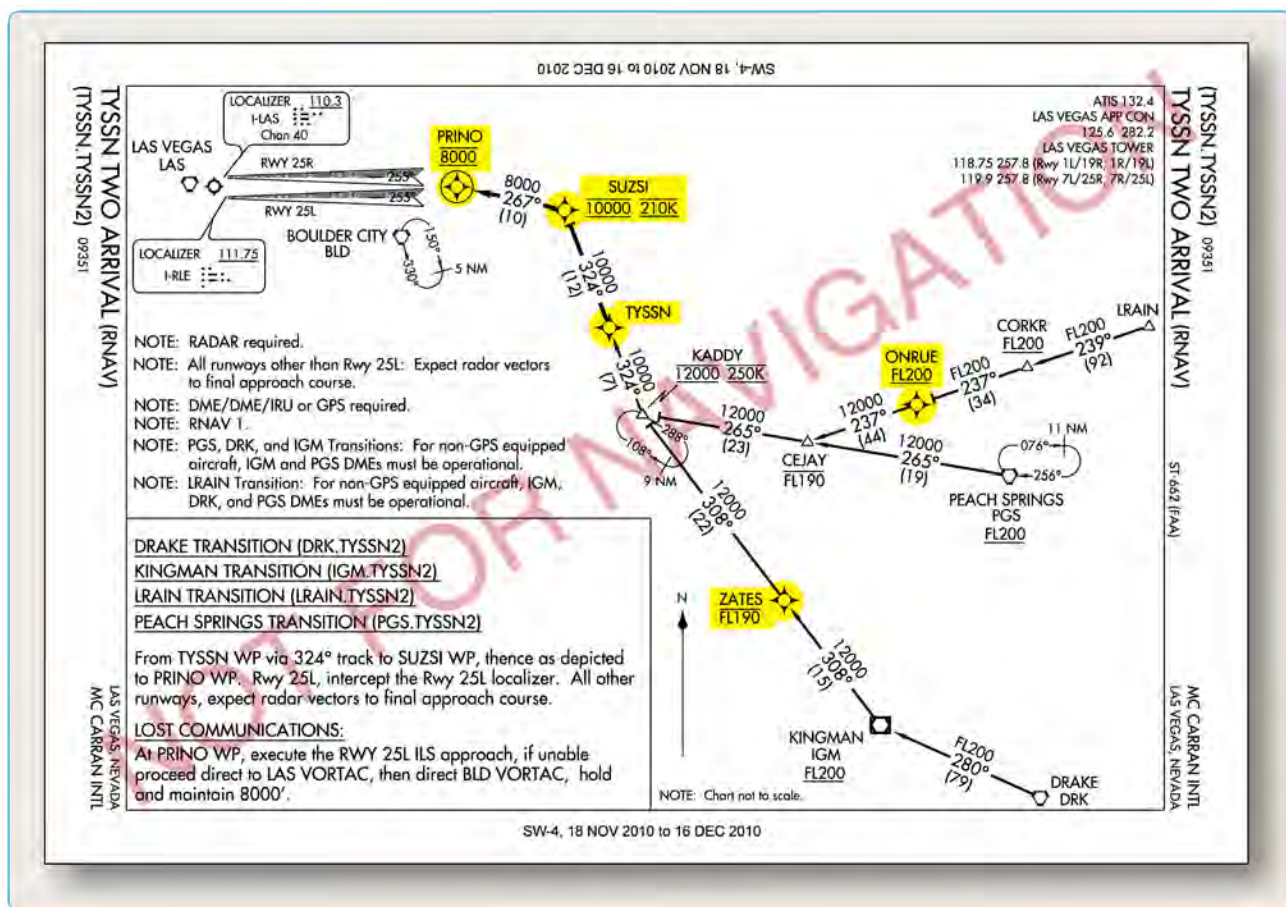 SW-4, 18 NOV 2010 to 16 DEC 2010
(TYSSN.TYSSN2) 09351
TYSSN TWO ARRIVAL (RNAV)
ST-662 (FAA)
MC CARRAN INTL
LAS VEGAS, NEVADA
TYSSN TWO ARRIVAL (RNAV)
(TYSSN.TYSSN2) 09351
LAS VEGAS, NEVADA
MC CARRAN INTL
ATIS 132.4
LAS VEGAS APP CON
125.6 282.2
LAS VEGAS TOWER
118.75 257.8 (Rwy 1L/19R, 1R/19L)
119.9 257.8 (Rwy 7L/25R, 7R/25L)
LOCALIZER 110.3
I-LAS
Chan 40
LAS VEGAS
LAS
RWY 25R
255°
255°
RWY 25L
LOCALIZER 111.75
I-RLE
PRINO
8000
8000
267°
(10)
SUZSI
10000 210K
BOULDER CITY
BLD
150°
330°
5 NM
10000
324°
(12)
TYSSN
10000
324°
(7)
KADDY
12000 250K
288°
108°
9 NM
12000
265°
(23)
CEJAY
FL190
12000
237°
(44)
ONRUE
FL200
FL200
237°
(34)
CORKR
FL200
FL200
239°
(92)
LRAIN
12000
265°
(19)
076°
11 NM
256°
PEACH SPRINGS
PGS
FL200
12000
308°
(22)
ZATES
FL190
12000
308°
(15)
KINGMAN
IGM
FL200
FL200
280°
(79)
DRAKE
DRK
N
NOTE: Chart not to scale.
NOTE: RADAR required.
NOTE: All runways other than Rwy 25L: Expect radar vectors
to final approach course.
NOTE: DME/DME/IRU or GPS required.
NOTE: RNAV 1.
NOTE: PGS, DRK, and IGM Transitions: For non-GPS equipped
aircraft, IGM and PGS DMEs must be operational.
NOTE: LRAIN Transition: For non-GPS equipped aircraft, IGM,
DRK, and PGS DMEs must be operational.
DRAKE TRANSITION (DRK.TYSSN2)
KINGMAN TRANSITION (IGM.TYSSN2)
LRAIN TRANSITION (LRAIN.TYSSN2)
PEACH SPRINGS TRANSITION (PGS.TYSSN2)
From TYSSN WP via 324° track to SUZSI WP, thence as depicted
to PRINO WP. Rwy 25L, intercept the Rwy 25L localizer. All other
runways, expect radar vectors to final approach course.
LOST COMMUNICATIONS:
At PRINO WP, execute the RWY 25L ILS approach, if unable
proceed direct to LAS VORTAC, then direct BLD VORTAC, hold
and maintain 8000'.
SW-4, 18 NOV 2010 to 16 DEC 2010
NOT FOR NAVIGATION